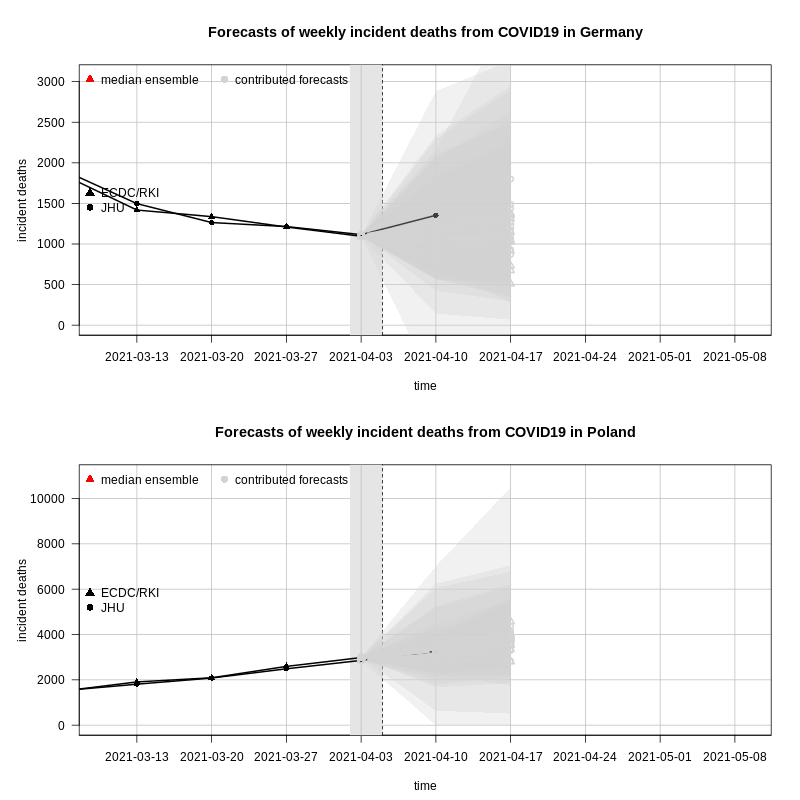 Forecasts of weekly incident deaths from COVID19 in Germany
median ensemble
contributed forecasts
ECDC/RKI
JHU
incident deaths
3000
2500
2000
1500
1000
500
0
2021-03-13 2021-03-20 2021-03-27 2021-04-03 2021-04-10 2021-04-17 2021-04-24 2021-05-01 2021-05-08
time
Forecasts of weekly incident deaths from COVID19 in Poland
median ensemble
contributed forecasts
ECDC/RKI
JHU
incident deaths
10000
8000
6000
4000
2000
0
2021-03-13 2021-03-20 2021-03-27 2021-04-03 2021-04-10 2021-04-17 2021-04-24 2021-05-01 2021-05-08
time